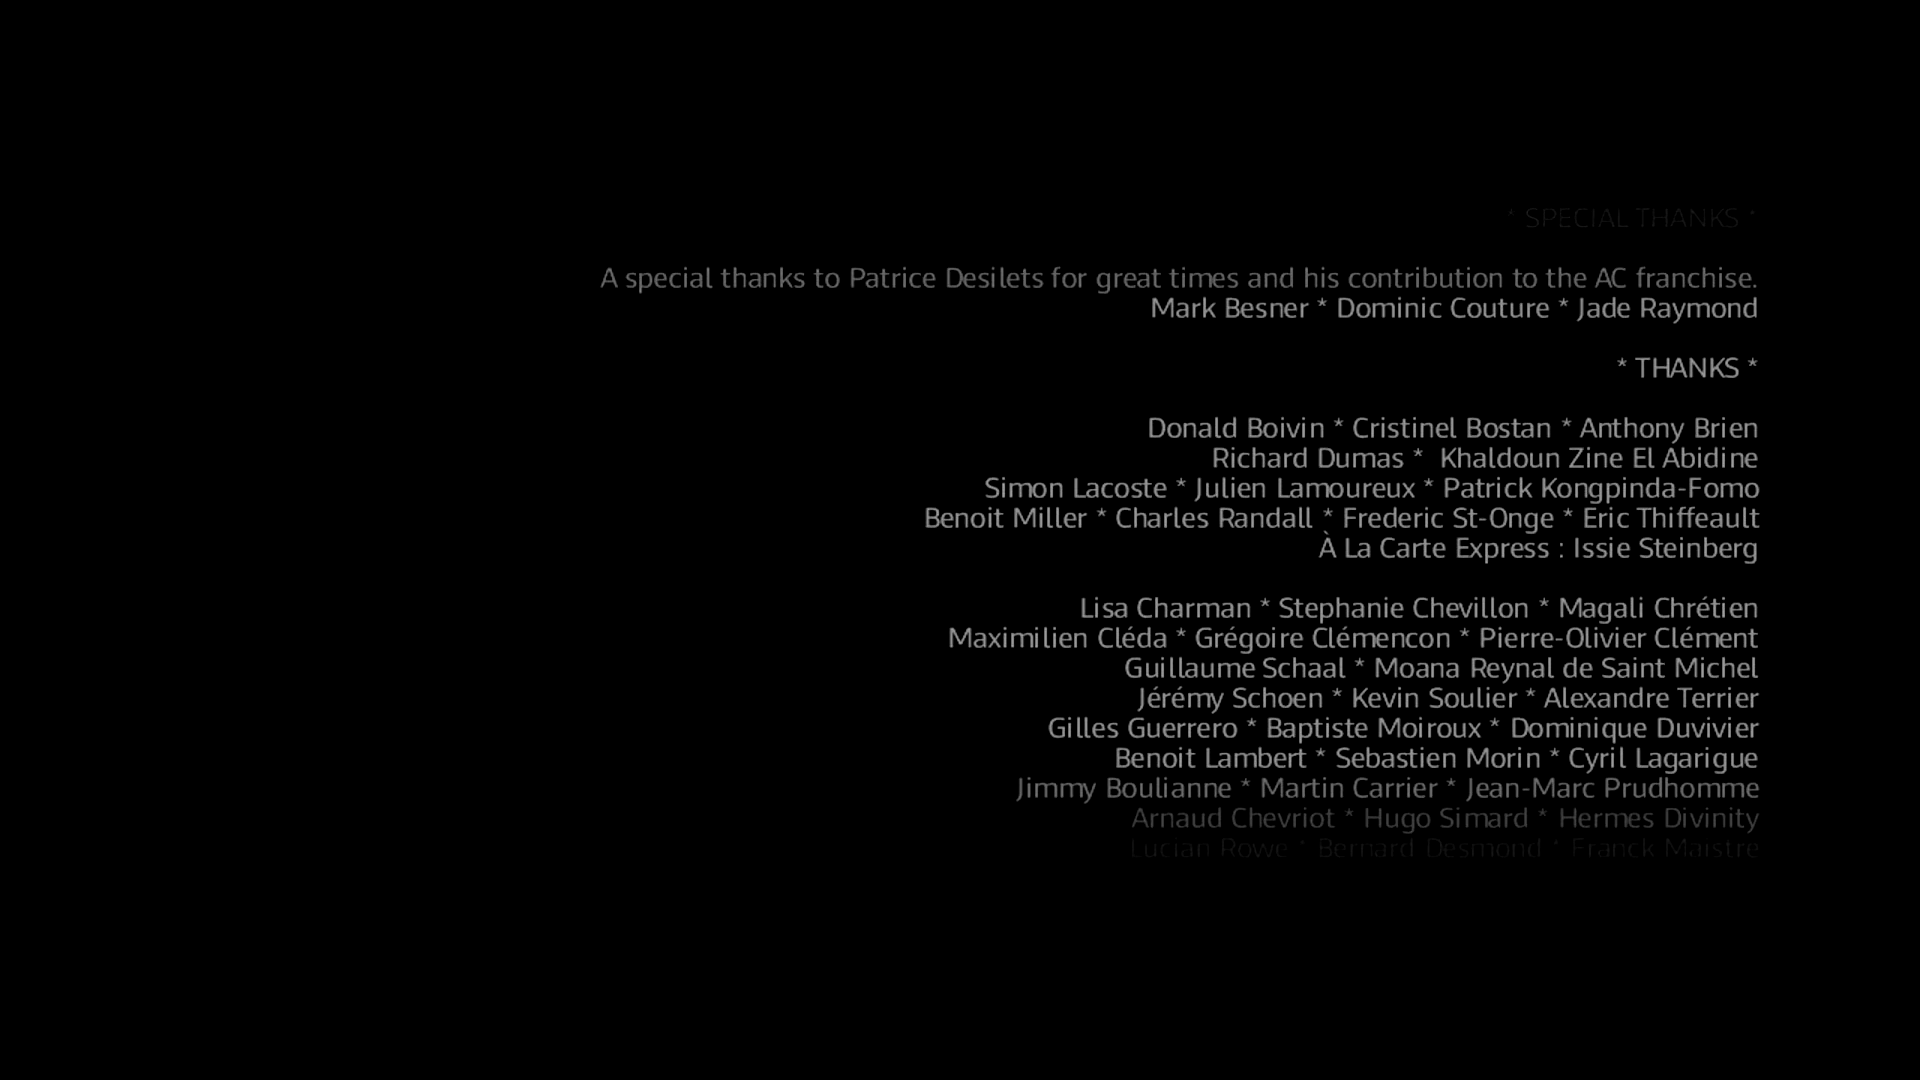 * SPECIAL THANKS *
A special thanks to Patrice Desilets for great times and his contribution to the AC franchise.
Mark Besner * Dominic Couture * Jade Raymond
* THANKS *
Donald Boivin * Cristinel Bostan * Anthony Brien
Richard Dumas * Khaldoun Zine El Abidine
Simon Lacoste * Julien Lamoureux * Patrick Kongpinda-Fomo
Benoit Miller * Charles Randall * Frederic St-Onge * Eric Thiffeault
À La Carte Express : Issie Steinberg
Lisa Charman * Stephanie Chevillon * Magali Chrétien
Maximilien Cléda * Grégoire Clémencon * Pierre-Olivier Clément
Guillaume Schaal * Moana Reynal de Saint Michel
Jérémy Schoen * Kevin Soulier * Alexandre Terrier
Gilles Guerrero * Baptiste Moiroux * Dominique Duvivier
Benoit Lambert * Sebastien Morin * Cyril Lagarigue
Jimmy Boulianne * Martin Carrier * Jean-Marc Prudhomme
Arnaud Chevriot * Hugo Simard * Hermes Divinity
Lucian Rowe * Bernard Desmond * Franck Maistre